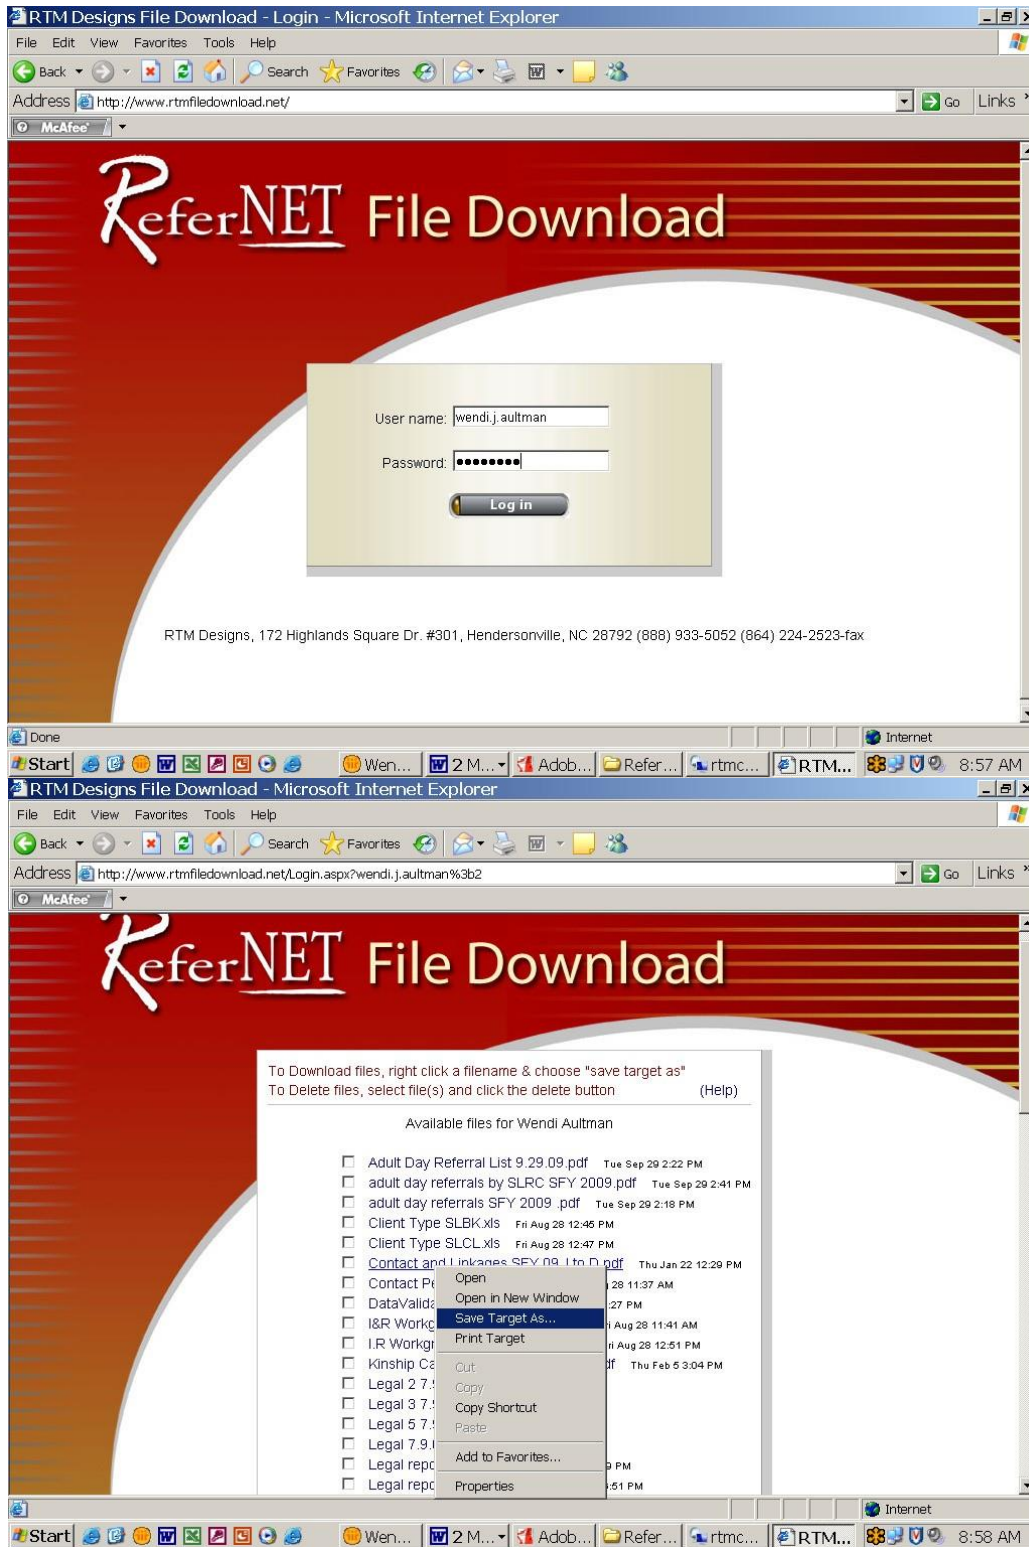 RTM Designs File Download - Login - Microsoft Internet Explorer
File Edit View Favorites Tools Help
Back Search Favorites
Address http://www.rtmfiledownload.net/ Go Links
McAfee
ReferNET File Download
User name: wendi.j.aultman
Password: ••••••••
Log in
RTM Designs, 172 Highlands Square Dr. #301, Hendersonville, NC 28792 (888) 933-5052 (864) 224-2523-fax
Done Internet
Start Wen... 2 M... Adob... Refer... rtmc... RTM... 8:57 AM
RTM Designs File Download - Microsoft Internet Explorer
File Edit View Favorites Tools Help
Back Search Favorites
Address http://www.rtmfiledownload.net/Login.aspx?wendi.j.aultman%3b2 Go Links
McAfee
ReferNET File Download
To Download files, right click a filename & choose "save target as"
To Delete files, select file(s) and click the delete button (Help)
Available files for Wendi Aultman
Adult Day Referral List 9.29.09.pdf Tue Sep 29 2:22 PM
adult day referrals by SLRC SFY 2009.pdf Tue Sep 29 2:41 PM
adult day referrals SFY 2009 .pdf Tue Sep 29 2:18 PM
Client Type SLBK.xls Fri Aug 28 12:45 PM
Client Type SLCL.xls Fri Aug 28 12:47 PM
Contact and Linkages SFY 09 J to D.pdf Thu Jan 22 12:29 PM
Contact Pe 28 11:37 AM
DataValida :27 PM
I&R Workg ri Aug 28 11:41 AM
I.R Workgr ri Aug 28 12:51 PM
Kinship Ca df Thu Feb 5 3:04 PM
Legal 2 7.9
Legal 3 7.9
Legal 5 7.9
Legal 7.9.0
Legal repo 9 PM
Legal repo :51 PM
Open
Open in New Window
Save Target As...
Print Target
Cut
Copy
Copy Shortcut
Paste
Add to Favorites...
Properties
Internet
Start Wen... 2 M... Adob... Refer... rtmc... RTM... 8:58 AM